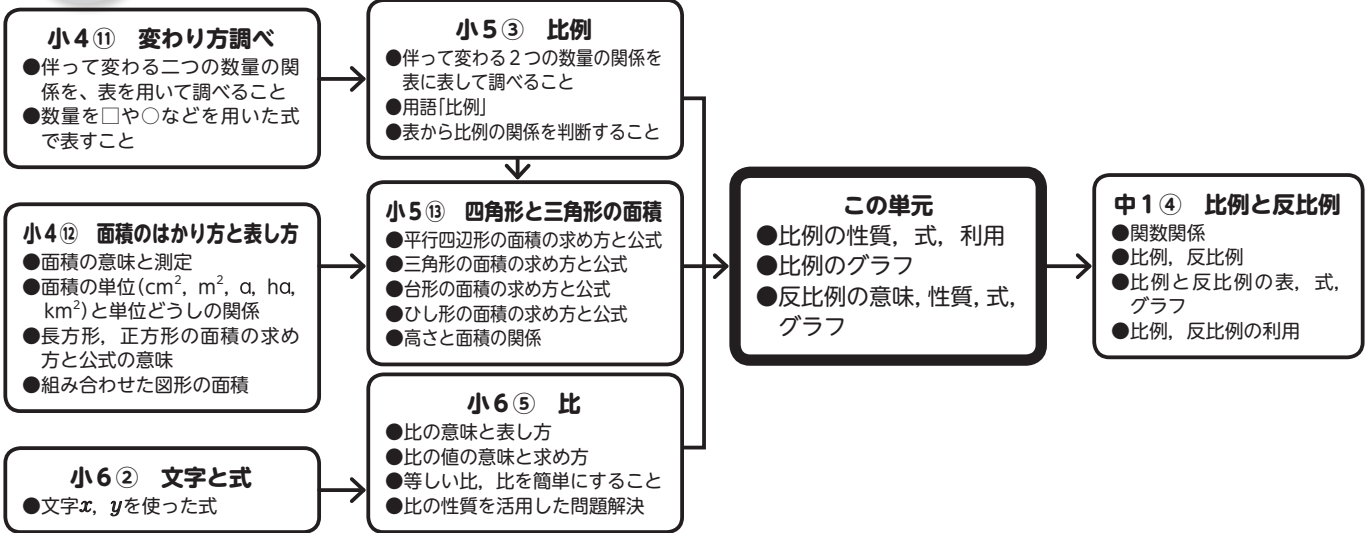 小4⑪ 変わり方調べ
●伴って変わる二つの数量の関
係を、表を用いて調べること
●数量を□や○などを用いた式
で表すこと
小4⑫ 面積のはかり方と表し方
●面積の意味と測定
●面積の単位(cm², m², a, ha,
km²)と単位どうしの関係
●長方形，正方形の面積の求め
方と公式の意味
●組み合わせた図形の面積
小6② 文字と式
●文字x，yを使った式
小5③ 比例
●伴って変わる2つの数量の関係を
表に表して調べること
●用語「比例」
●表から比例の関係を判断すること
小5⑬ 四角形と三角形の面積
●平行四辺形の面積の求め方と公式
●三角形の面積の求め方と公式
●台形の面積の求め方と公式
●ひし形の面積の求め方と公式
●高さと面積の関係
小6⑤ 比
●比の意味と表し方
●比の値の意味と求め方
●等しい比，比を簡単にすること
●比の性質を活用した問題解決
この単元
●比例の性質，式，利用
●比例のグラフ
●反比例の意味，性質，式，
グラフ
中1④ 比例と反比例
●関数関係
●比例，反比例
●比例と反比例の表，式，
グラフ
●比例，反比例の利用